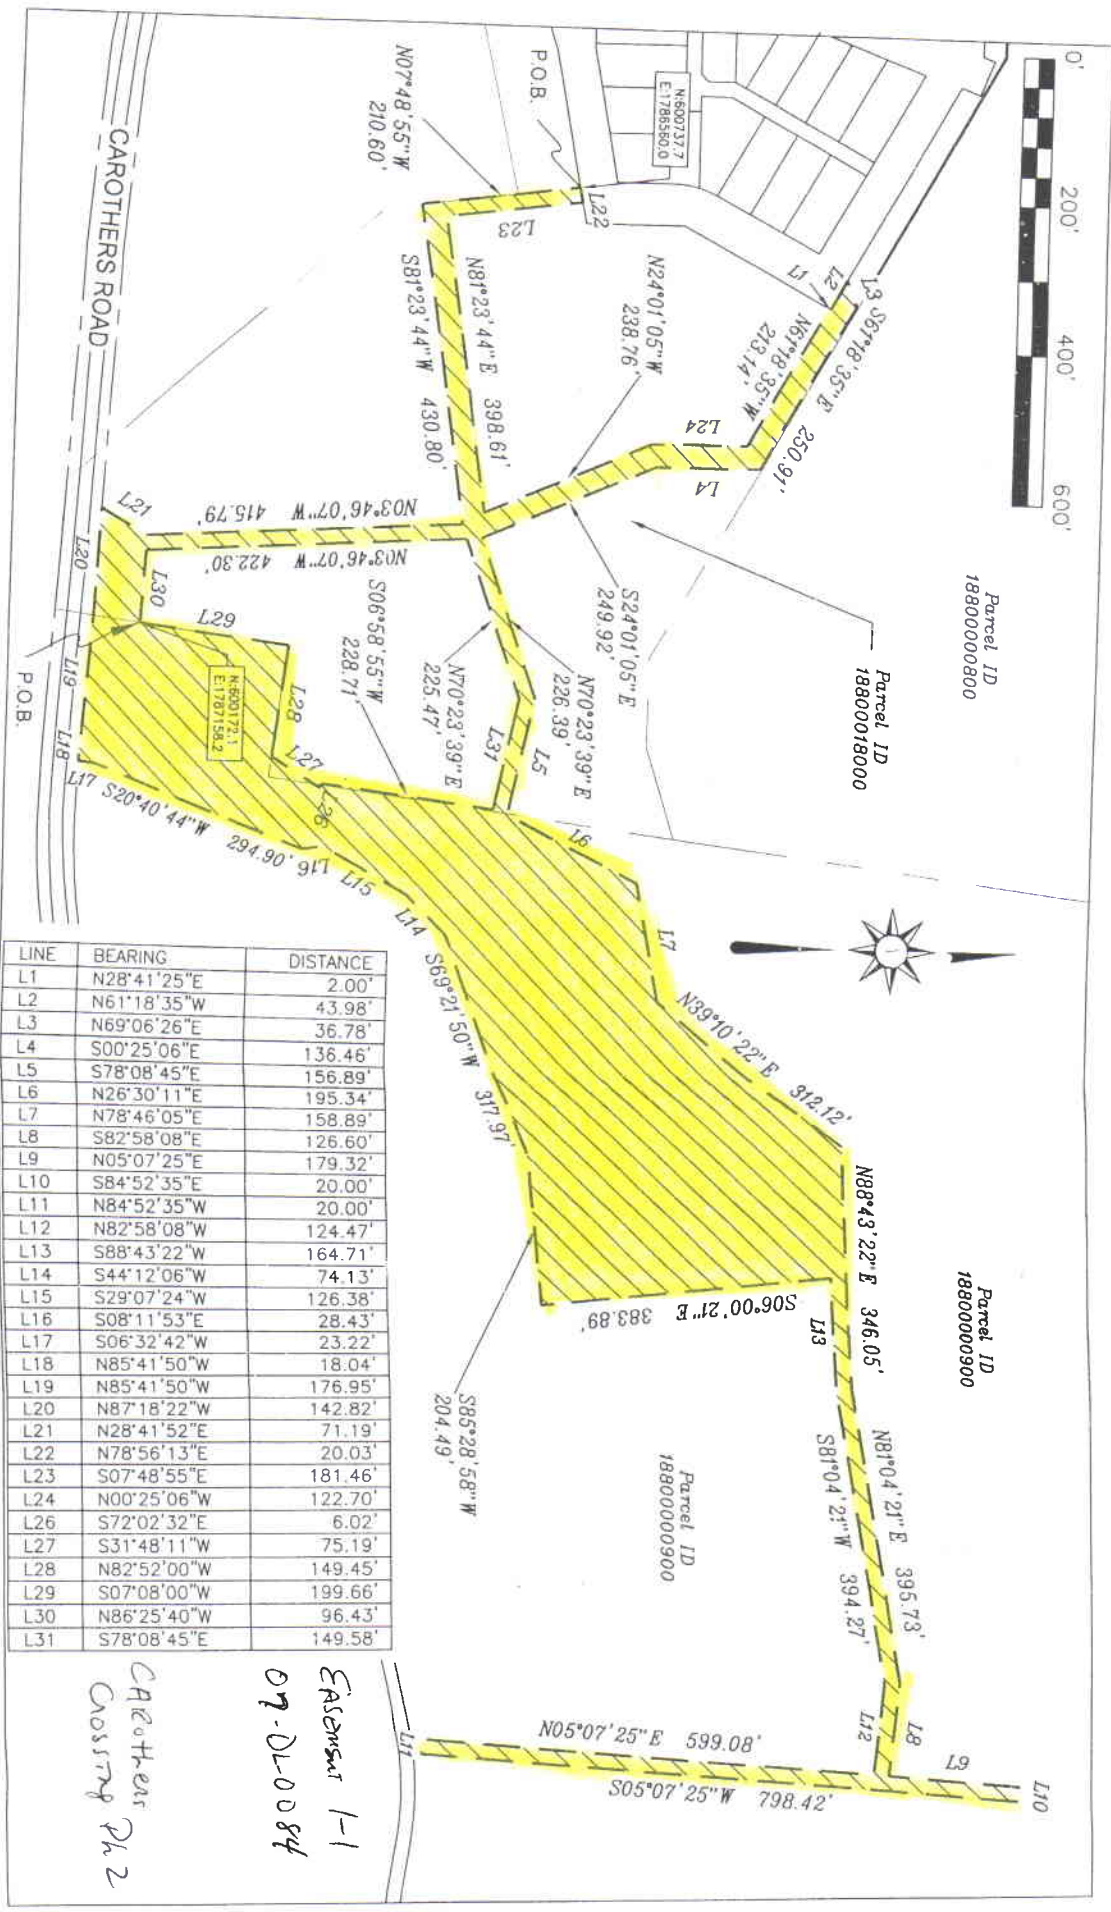 0' 200' 400' 600'
Parcel ID
18800000800
Parcel ID
18800018000
Parcel ID
18800000900
Parcel ID
18800000900
N:600737.7
E:1786560.0
P.O.B.
N07°48'55"W
210.60'
L22
L23
L1
L2
L3
S61°18'35"E 250.91'
N61°18'35"W
213.14'
L24
L4
N24°01'05"W
238.76'
S24°01'05"E
249.92'
N81°23'44"E 398.61'
S81°23'44"W 430.80'
N03°46'07"W 415.79'
N03°46'07"W 422.30'
N70°23'39"E
226.39'
N70°23'39"E
225.47'
L5
L31
S06°58'55"W
228.71'
L6
L7
N39°10'22"E 312.12'
N88°43'22"E 346.05'
L13
S06°00'21"E 383.89'
N81°04'21"E 395.73'
S81°04'21"W 394.27'
L8
L12
L9
L10
N05°07'25"E 599.08'
S05°07'25"W 798.42'
L11
S85°28'58"W
204.49'
S69°21'50"W 317.97'
L14
L15
L16
S20°40'44"W 294.90'
L17
L18
L19
L20
L21
L30
L29
L28
L27
L26
N:600172.1
E:1787158.2
P.O.B.
CAROTHERS ROAD
LINE BEARING DISTANCE
L1 N28°41'25"E 2.00'
L2 N61°18'35"W 43.98'
L3 N69°06'26"E 36.78'
L4 S00°25'06"E 136.46'
L5 S78°08'45"E 156.89'
L6 N26°30'11"E 195.34'
L7 N78°46'05"E 158.89'
L8 S82°58'08"E 126.60'
L9 N05°07'25"E 179.32'
L10 S84°52'35"E 20.00'
L11 N84°52'35"W 20.00'
L12 N82°58'08"W 124.47'
L13 S88°43'22"W 164.71'
L14 S44°12'06"W 74.13'
L15 S29°07'24"W 126.38'
L16 S08°11'53"E 28.43'
L17 S06°32'42"W 23.22'
L18 N85°41'50"W 18.04'
L19 N85°41'50"W 176.95'
L20 N87°18'22"W 142.82'
L21 N28°41'52"E 71.19'
L22 N78°56'13"E 20.03'
L23 S07°48'55"E 181.46'
L24 N00°25'06"W 122.70'
L26 S72°02'32"E 6.02'
L27 S31°48'11"W 75.19'
L28 N82°52'00"W 149.45'
L29 S07°08'00"W 199.66'
L30 N86°25'40"W 96.43'
L31 S78°08'45"E 149.58'
EASEMENT 1-1
07-DL-0084
CAROTHERS
CROSSING Ph 2